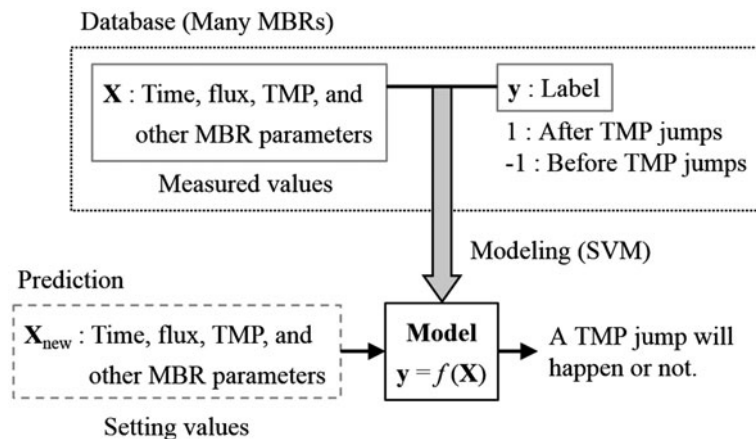 Database (Many MBRs)
X : Time, flux, TMP, and
other MBR parameters
Measured values
y : Label
1 : After TMP jumps
-1 : Before TMP jumps
Modeling (SVM)
Prediction
Xnew : Time, flux, TMP, and
other MBR parameters
Setting values
Model
y = f(X)
A TMP jump will
happen or not.